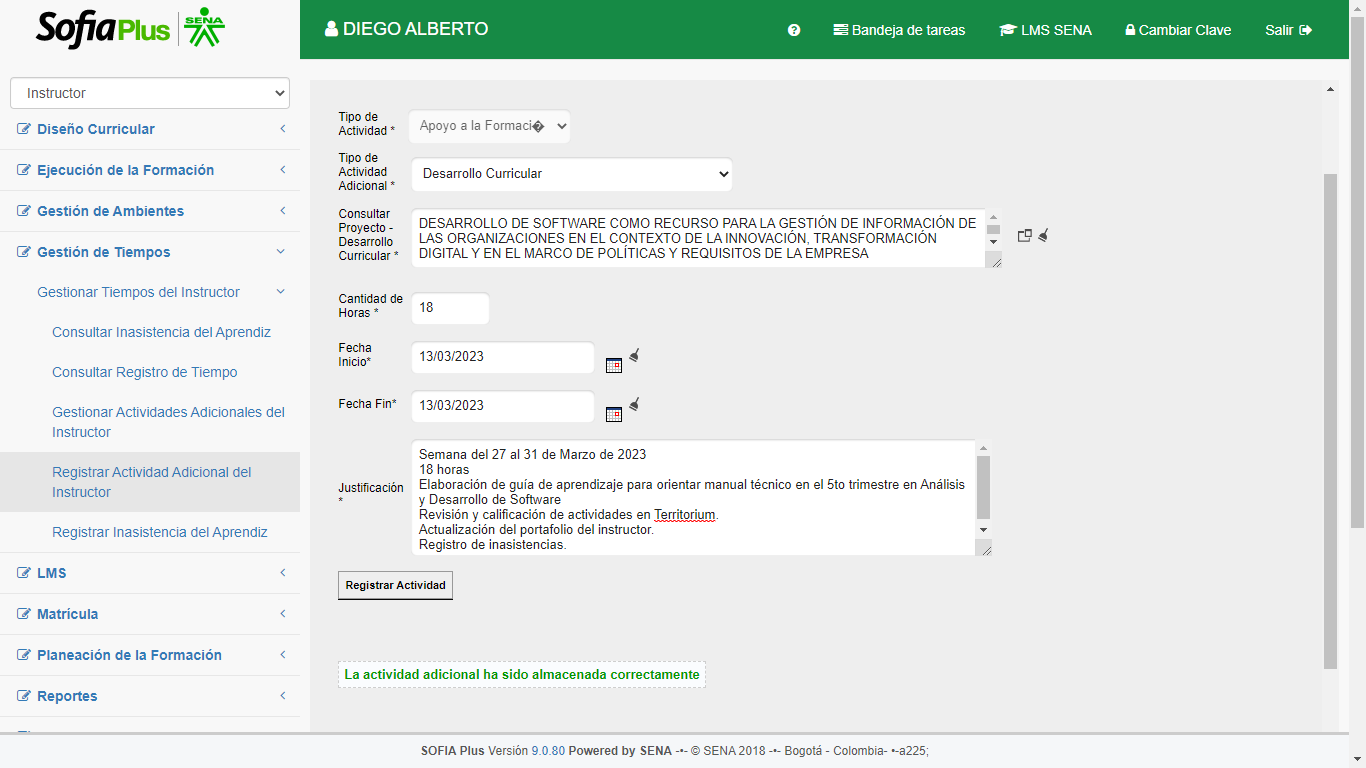 SofiaPlus SENA
DIEGO ALBERTO
Bandeja de tareas
LMS SENA
Cambiar Clave
Salir
Instructor
Diseño Curricular
Ejecución de la Formación
Gestión de Ambientes
Gestión de Tiempos
Gestionar Tiempos del Instructor
Consultar Inasistencia del Aprendiz
Consultar Registro de Tiempo
Gestionar Actividades Adicionales del
Instructor
Registrar Actividad Adicional del
Instructor
Registrar Inasistencia del Aprendiz
LMS
Matrícula
Planeación de la Formación
Reportes
Tipo de
Actividad *
Apoyo a la Formaci�
Tipo de
Actividad
Adicional *
Desarrollo Curricular
Consultar
Proyecto -
Desarrollo
Curricular *
DESARROLLO DE SOFTWARE COMO RECURSO PARA LA GESTIÓN DE INFORMACIÓN DE
LAS ORGANIZACIONES EN EL CONTEXTO DE LA INNOVACIÓN, TRANSFORMACIÓN
DIGITAL Y EN EL MARCO DE POLÍTICAS Y REQUISITOS DE LA EMPRESA
Cantidad de
Horas *
18
Fecha
Inicio*
13/03/2023
Fecha Fin*
13/03/2023
Justificación
*
Semana del 27 al 31 de Marzo de 2023
18 horas
Elaboración de guía de aprendizaje para orientar manual técnico en el 5to trimestre en Análisis
y Desarrollo de Software
Revisión y calificación de actividades en Territorium.
Actualización del portafolio del instructor.
Registro de inasistencias.
Registrar Actividad
La actividad adicional ha sido almacenada correctamente
SOFIA Plus Versión 9.0.80 Powered by SENA -•- © SENA 2018 -•- Bogotá - Colombia- •-a225;